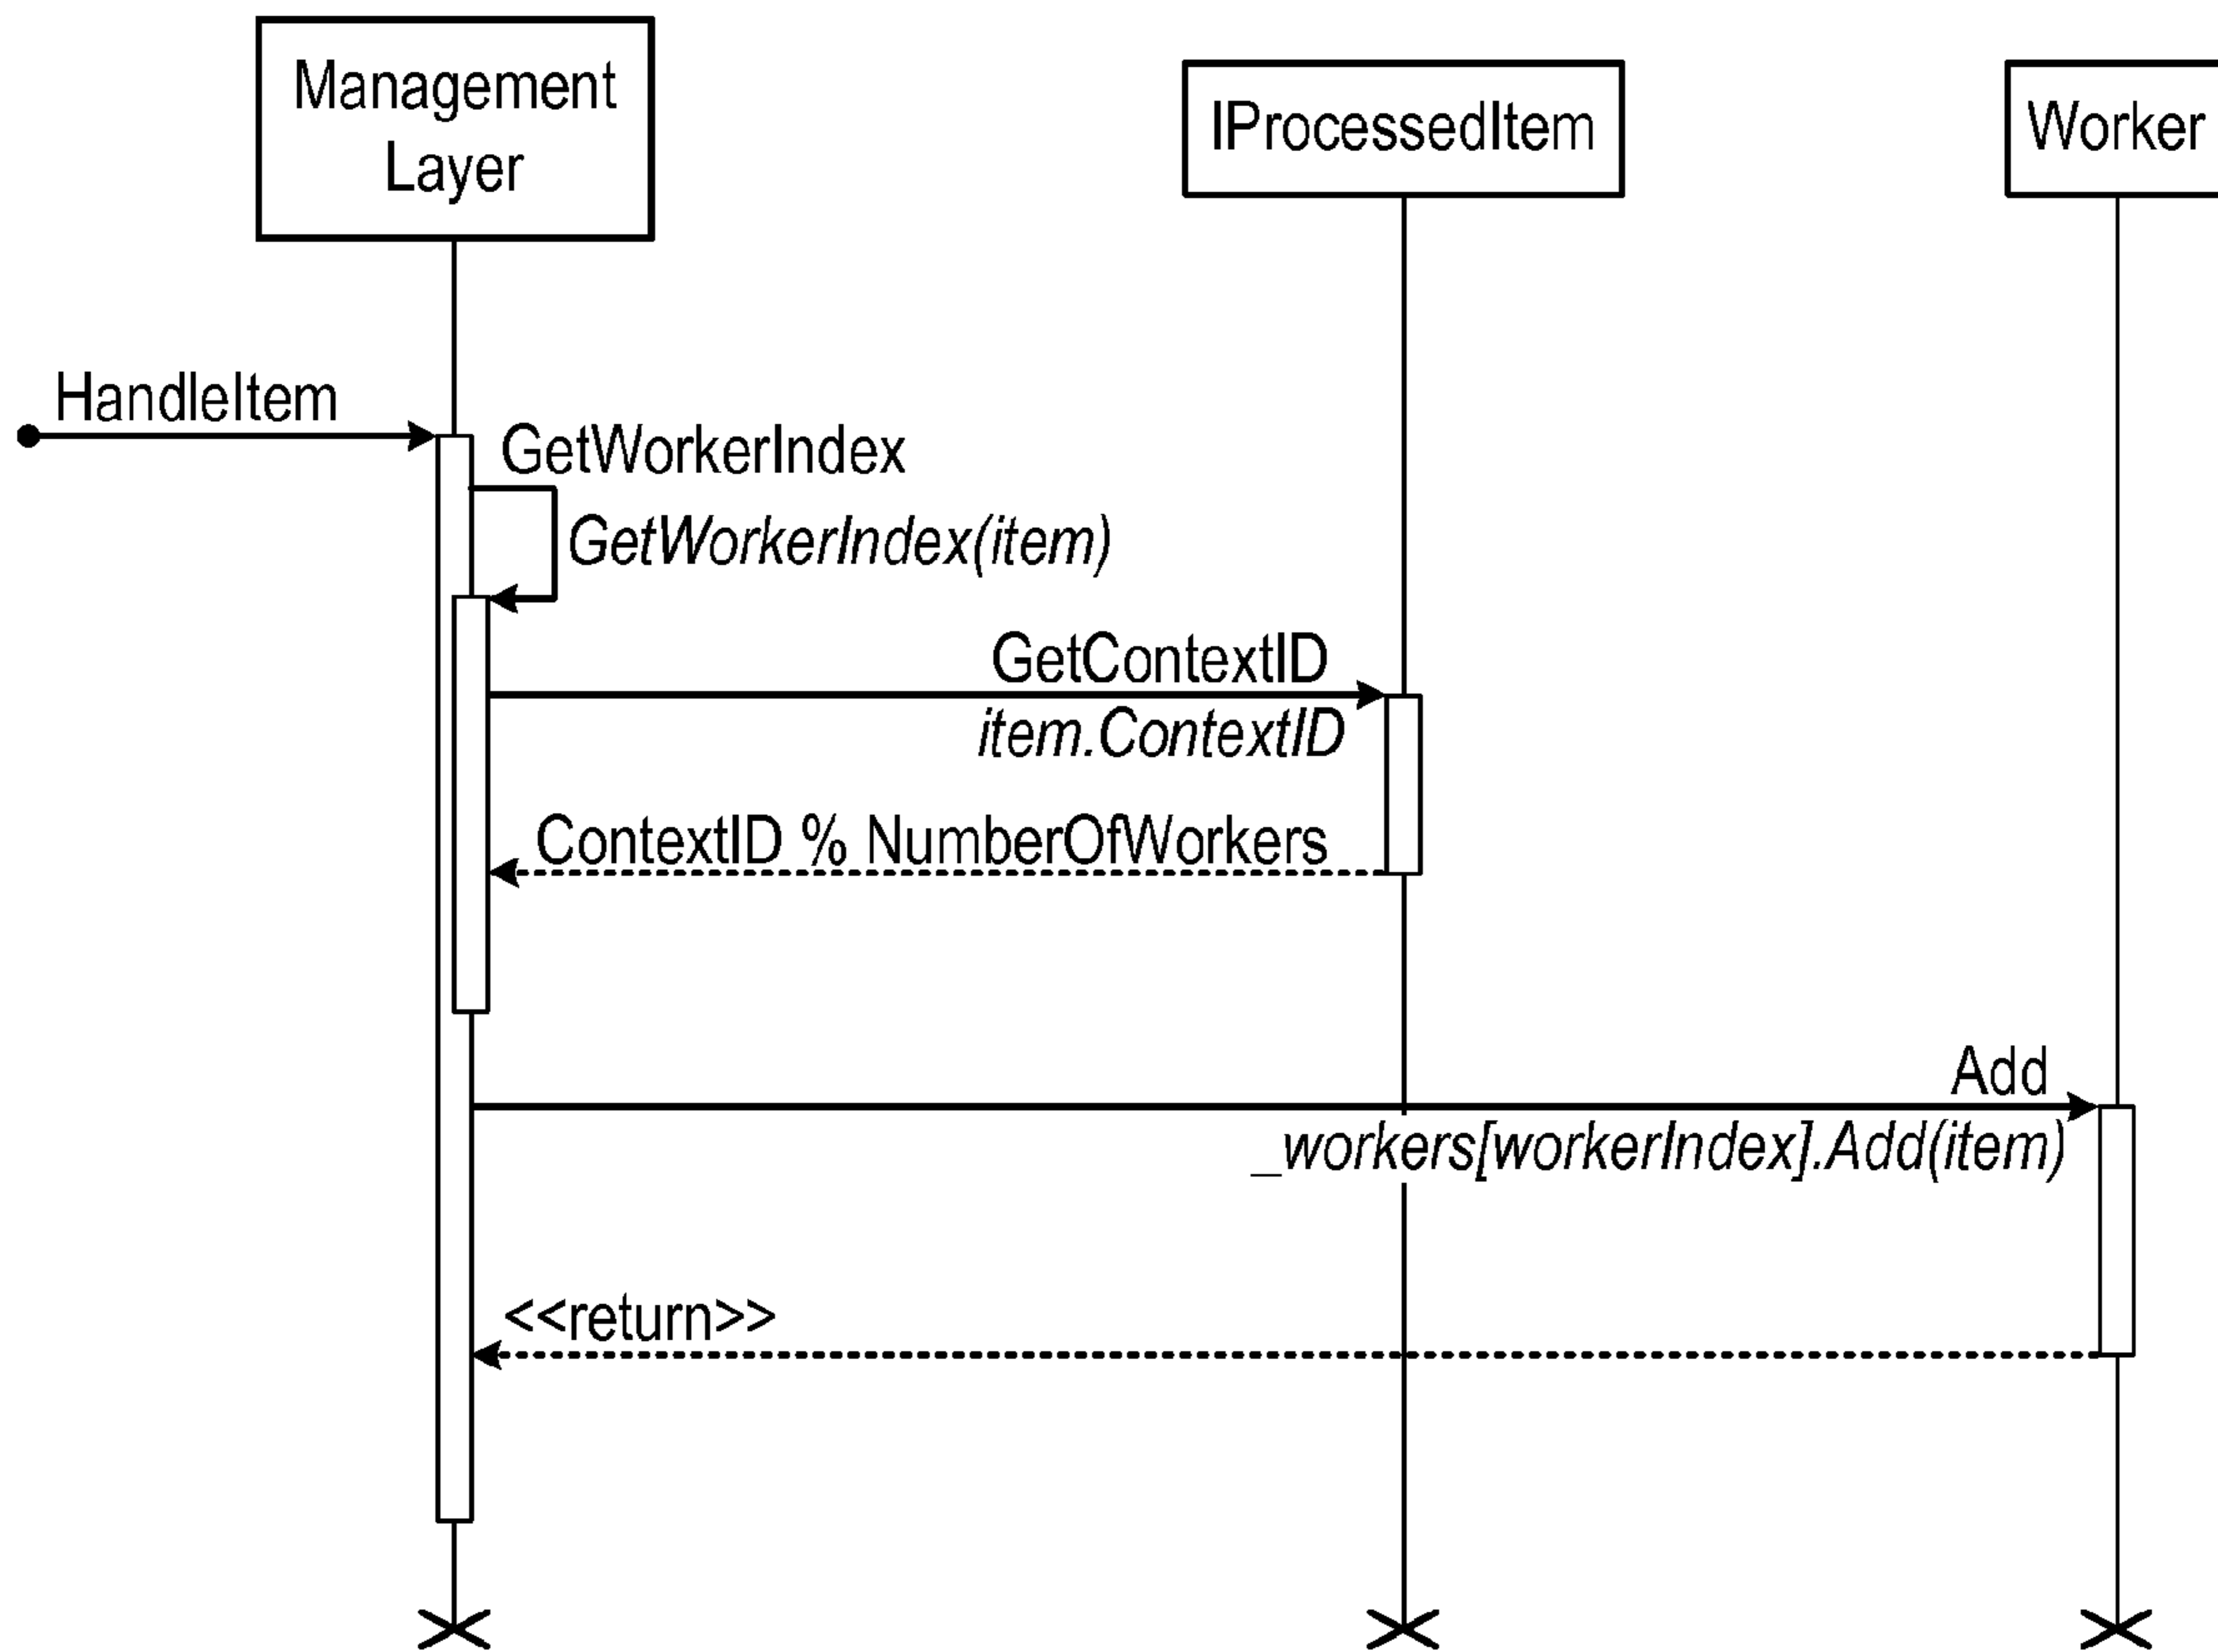 Management
Layer
IProcessedItem
Worker
HandleItem
GetWorkerIndex
GetWorkerIndex(item)
GetContextID
item.ContextID
ContextID % NumberOfWorkers
Add
_workers[workerIndex].Add(item)
<<return>>